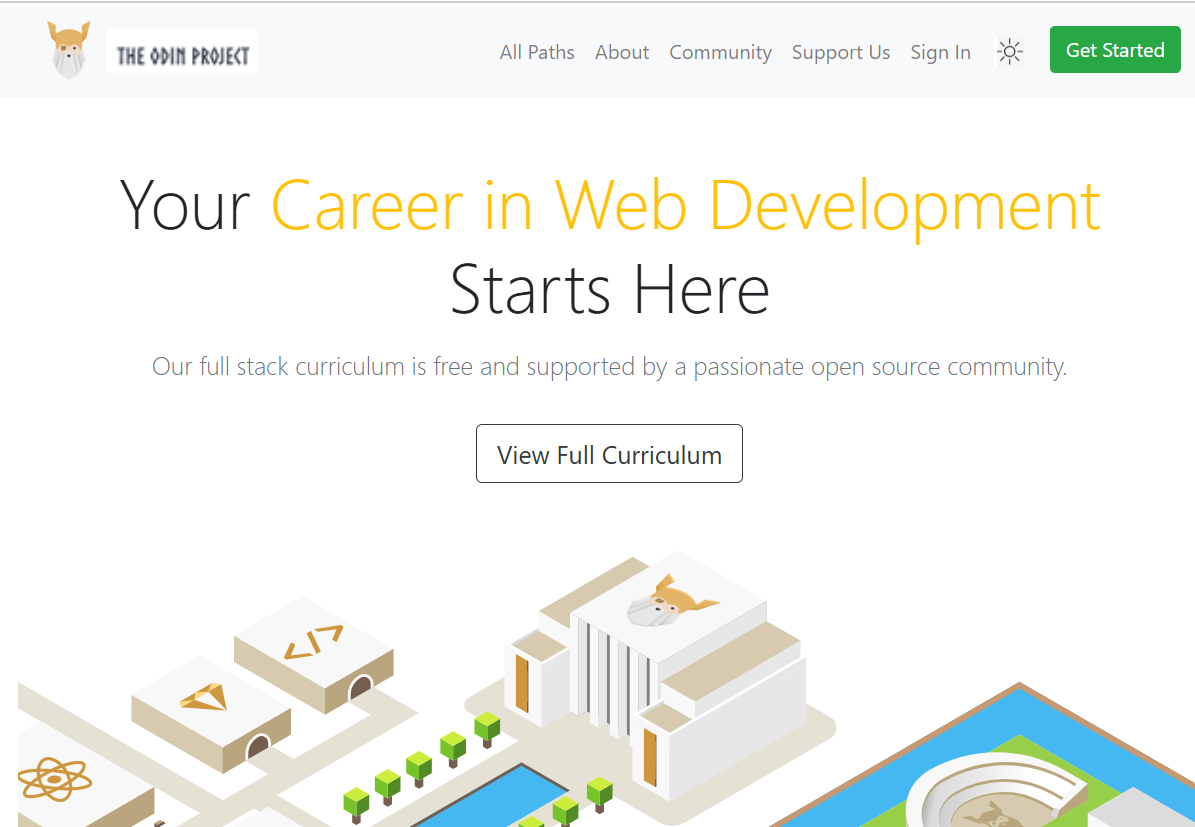 THE ODIN PROJECT
All Paths About Community Support Us Sign In Get Started
Your Career in Web Development
Starts Here
Our full stack curriculum is free and supported by a passionate open source community.
View Full Curriculum
</>